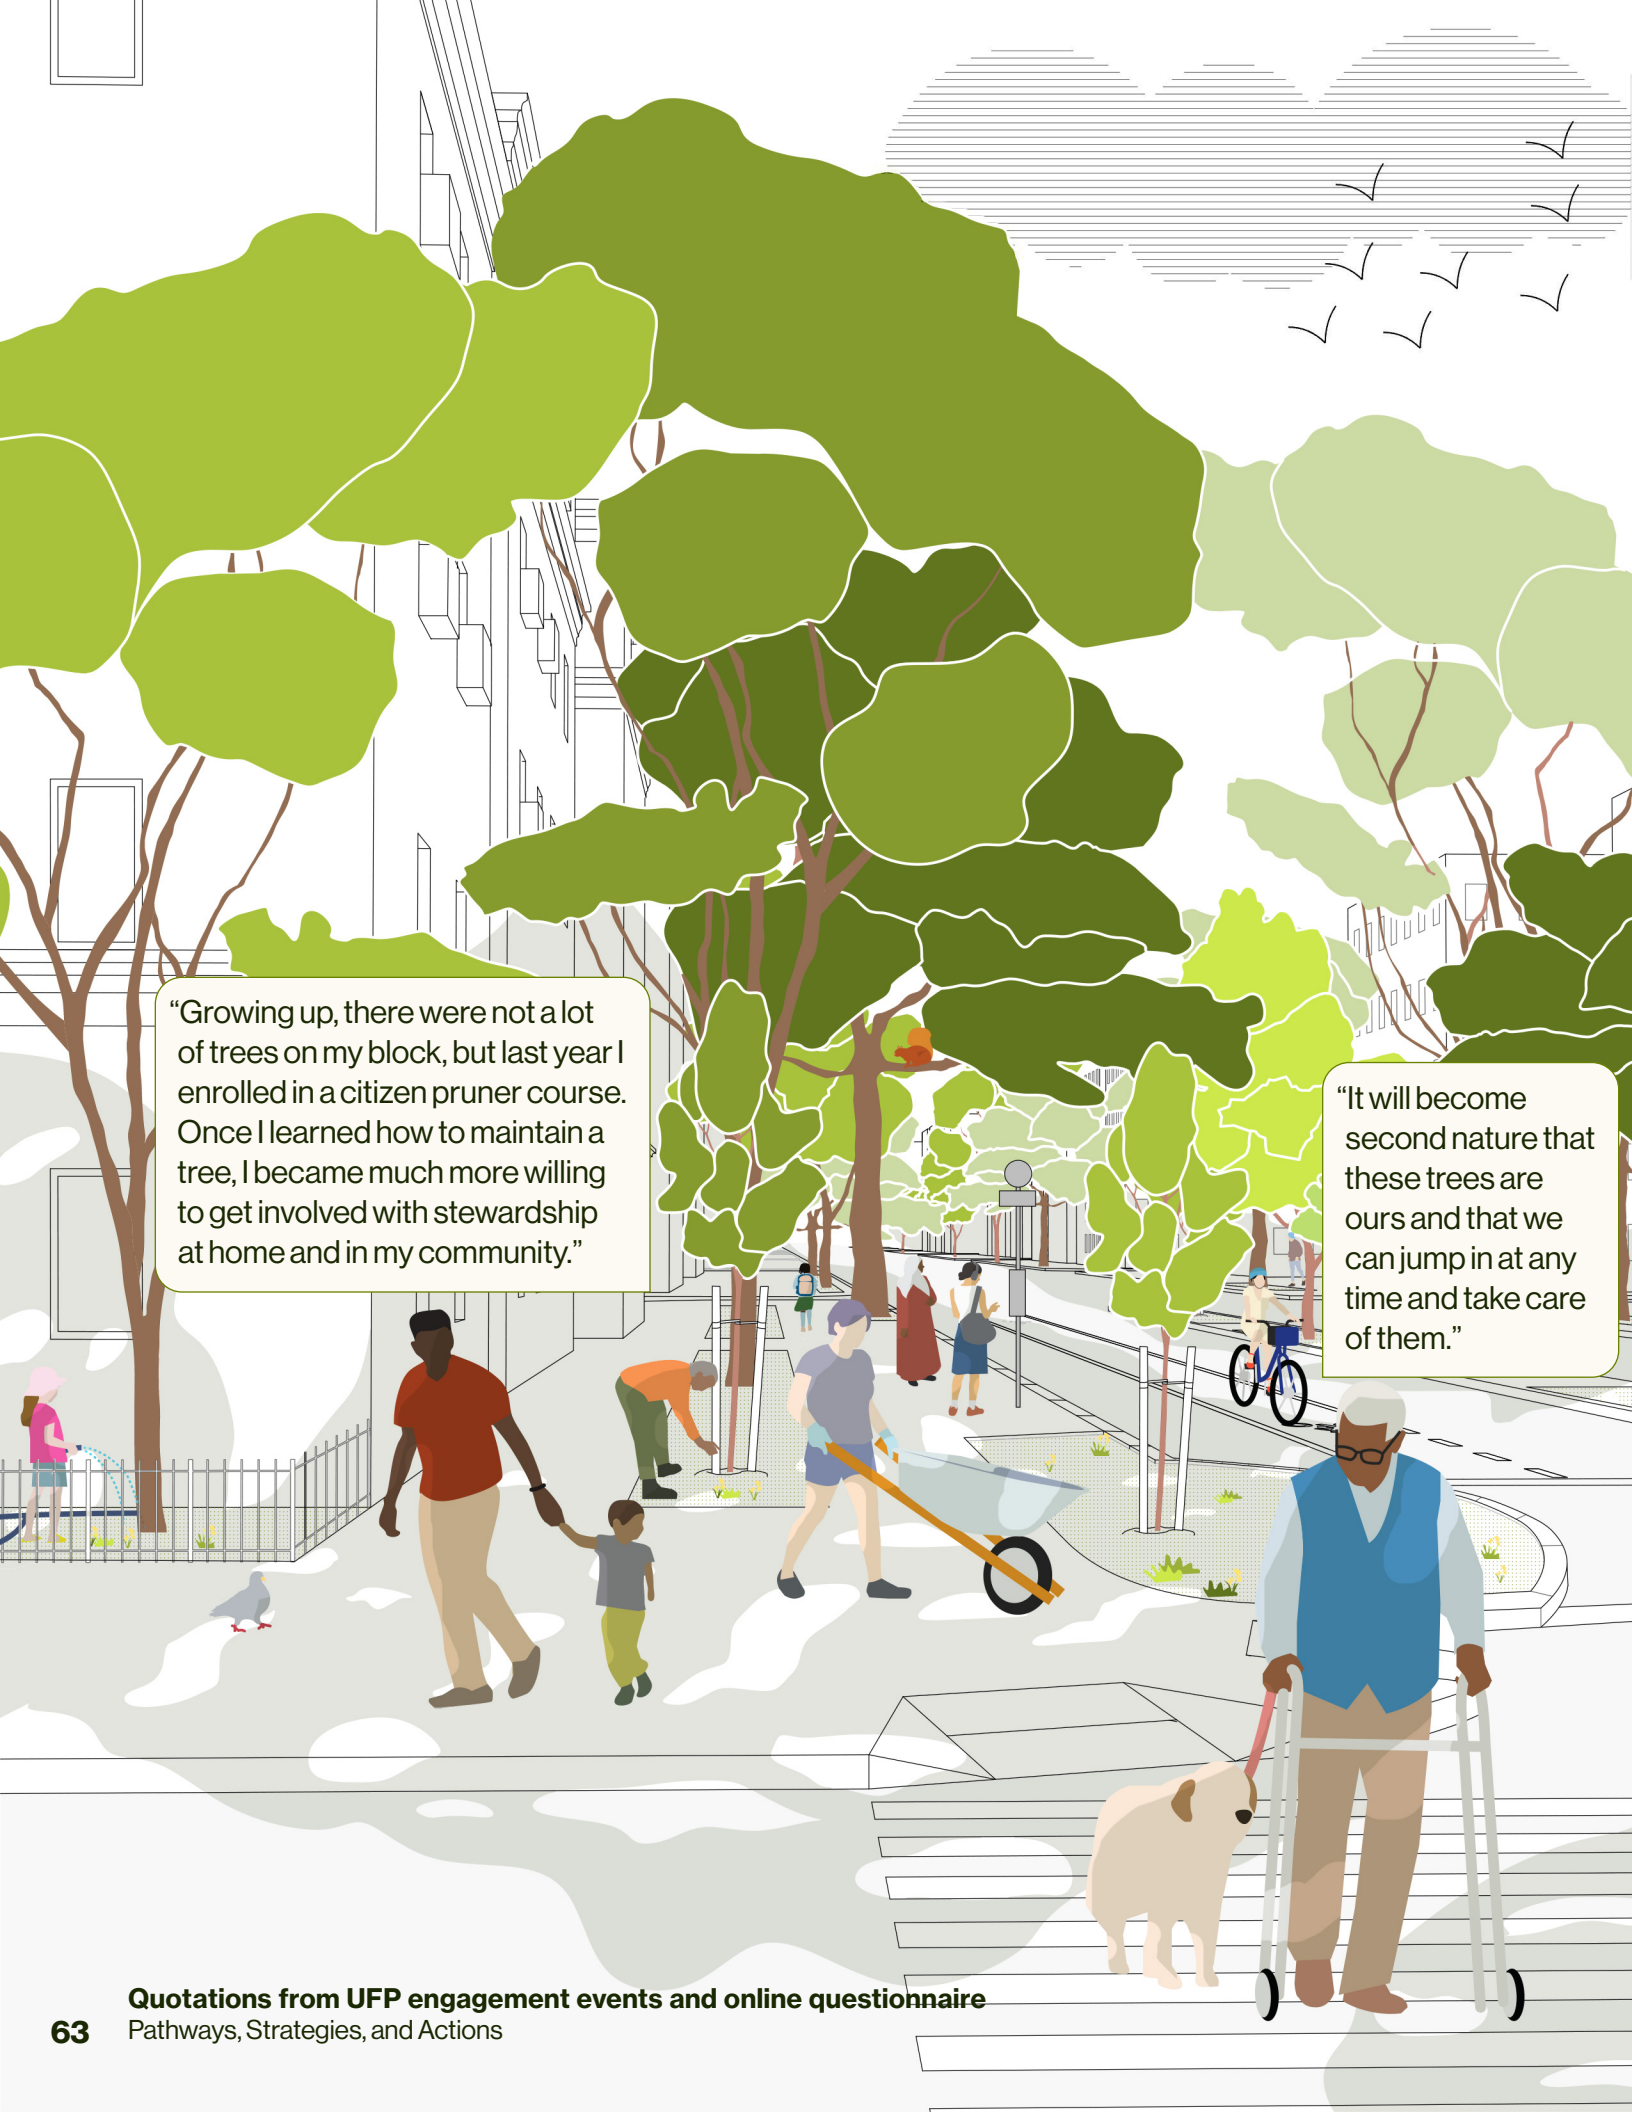 “Growing up, there were not a lot
of trees on my block, but last year I
enrolled in a citizen pruner course.
Once I learned how to maintain a
tree, I became much more willing
to get involved with stewardship
at home and in my community.”
“It will become
second nature that
these trees are
ours and that we
can jump in at any
time and take care
of them.”
Quotations from UFP engagement events and online questionnaire
63 Pathways, Strategies, and Actions